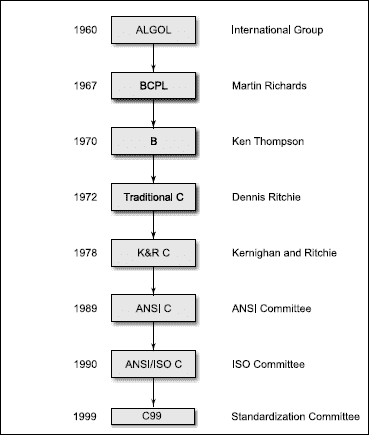 1960 ALGOL International Group
1967 BCPL Martin Richards
1970 B Ken Thompson
1972 Traditional C Dennis Ritchie
1978 K&R C Kernighan and Ritchie
1989 ANSI C ANSI Committee
1990 ANSI/ISO C ISO Committee
1999 C99 Standardization Committee